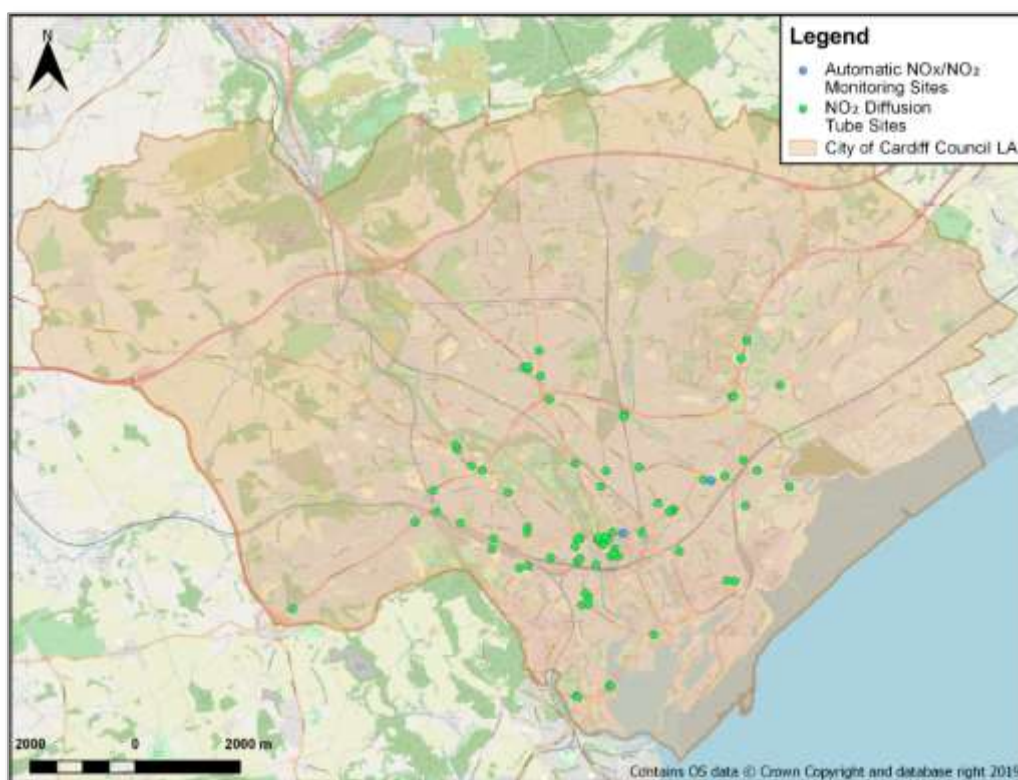 N
Legend
Automatic NOx/NO₂
Monitoring Sites
NO₂ Diffusion
Tube Sites
City of Cardiff Council LA
2000 0 2000 m
Contains OS data © Crown Copyright and database right 2019